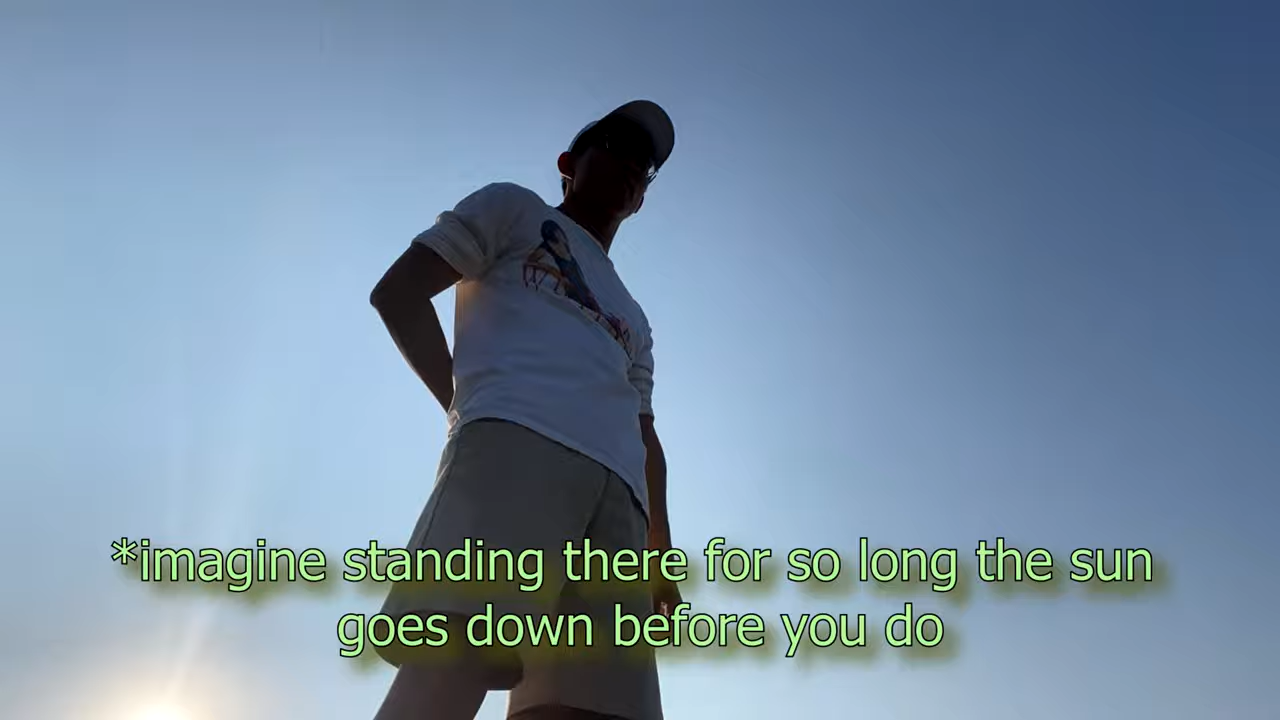 *imagine standing there for so long the sun
goes down before you do